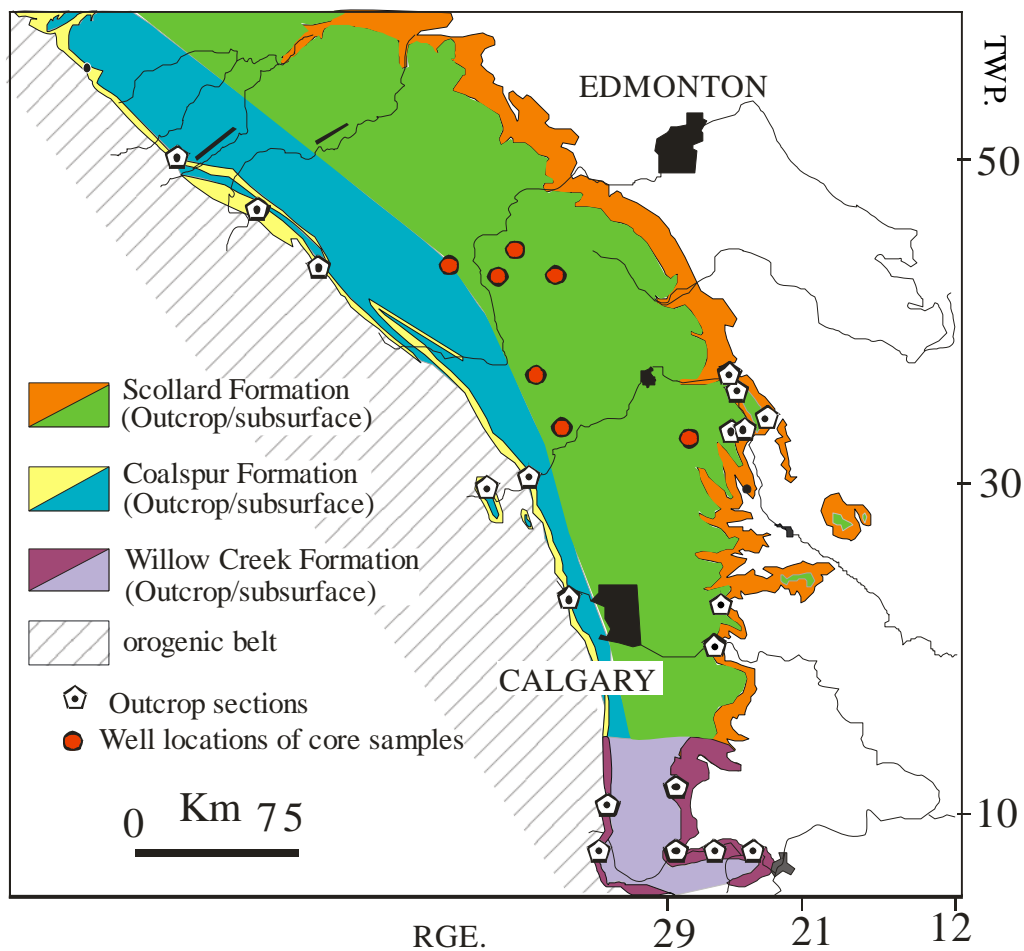 EDMONTON
TWP.
50
Scollard Formation
(Outcrop/subsurface)
Coalspur Formation
(Outcrop/subsurface)
30
Willow Creek Formation
(Outcrop/subsurface)
orogenic belt
CALGARY
Outcrop sections
Well locations of core samples
0 Km 75
10
RGE.
29
21
12